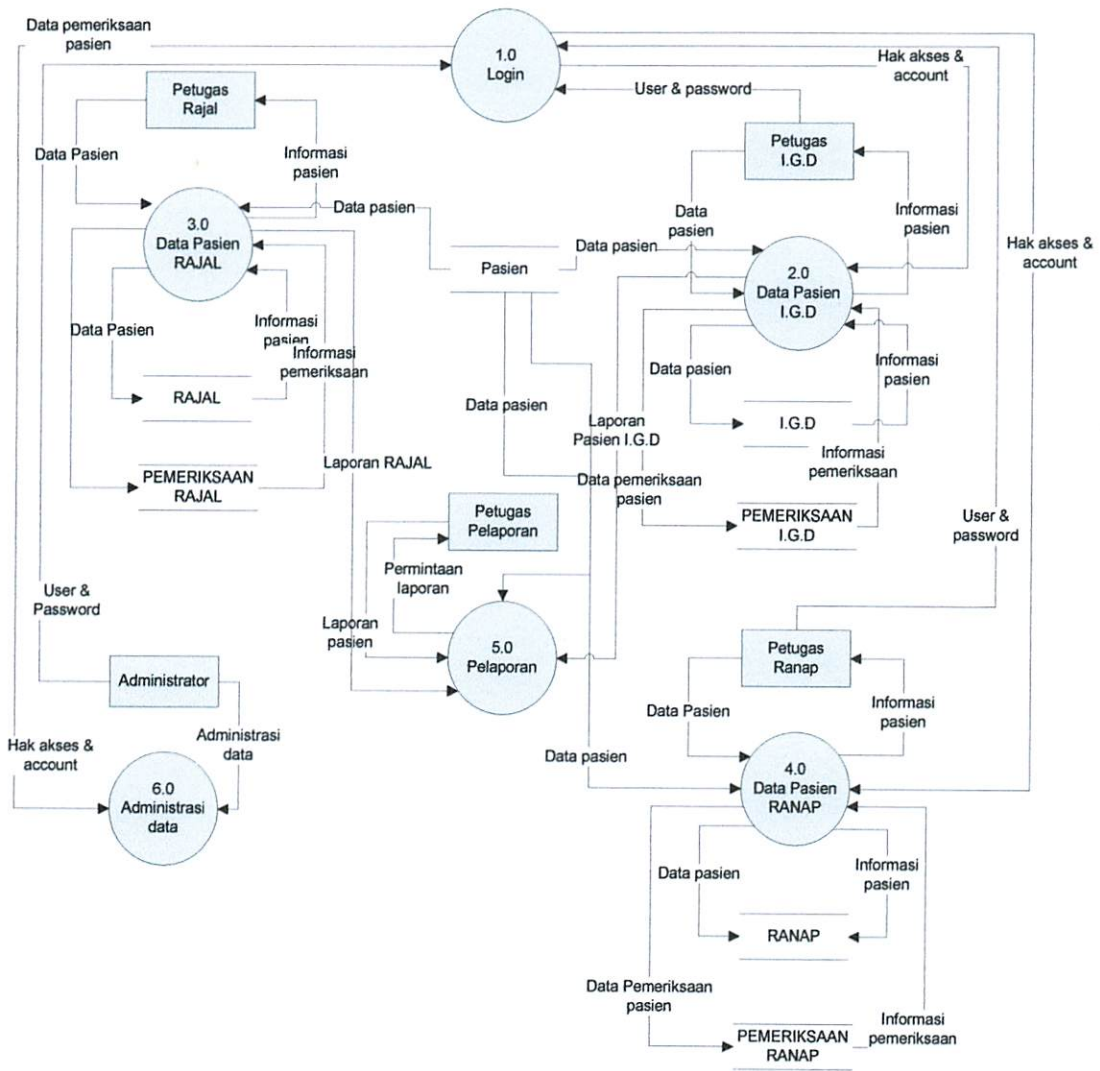 Data pemeriksaan
pasien
1.0
Login
Hak akses &
account
User & password
Petugas
Rajal
Petugas
I.G.D
Data Pasien
Informasi
pasien
Data pasien
Data
pasien
Informasi
pasien
3.0
Data Pasien
RAJAL
Data pasien
Hak akses &
account
Pasien
2.0
Data Pasien
I.G.D
Data Pasien
Informasi
pasien
Informasi
pemeriksaan
Data pasien
Informasi
pasien
RAJAL
Data pasien
Laporan
Pasien I.G.D
I.G.D
Informasi
pemeriksaan
Laporan RAJAL
PEMERIKSAAN
RAJAL
Data pemeriksaan
pasien
Petugas
Pelaporan
PEMERIKSAAN
I.G.D
User &
password
Permintaan
laporan
User &
Password
Laporan
pasien
5.0
Pelaporan
Petugas
Ranap
Administrator
Data Pasien
Informasi
pasien
Hak akses &
account
Administrasi
data
Data pasien
6.0
Administrasi
data
4.0
Data Pasien
RANAP
Data pasien
Informasi
pasien
RANAP
Data Pemeriksaan
pasien
Informasi
pemeriksaan
PEMERIKSAAN
RANAP